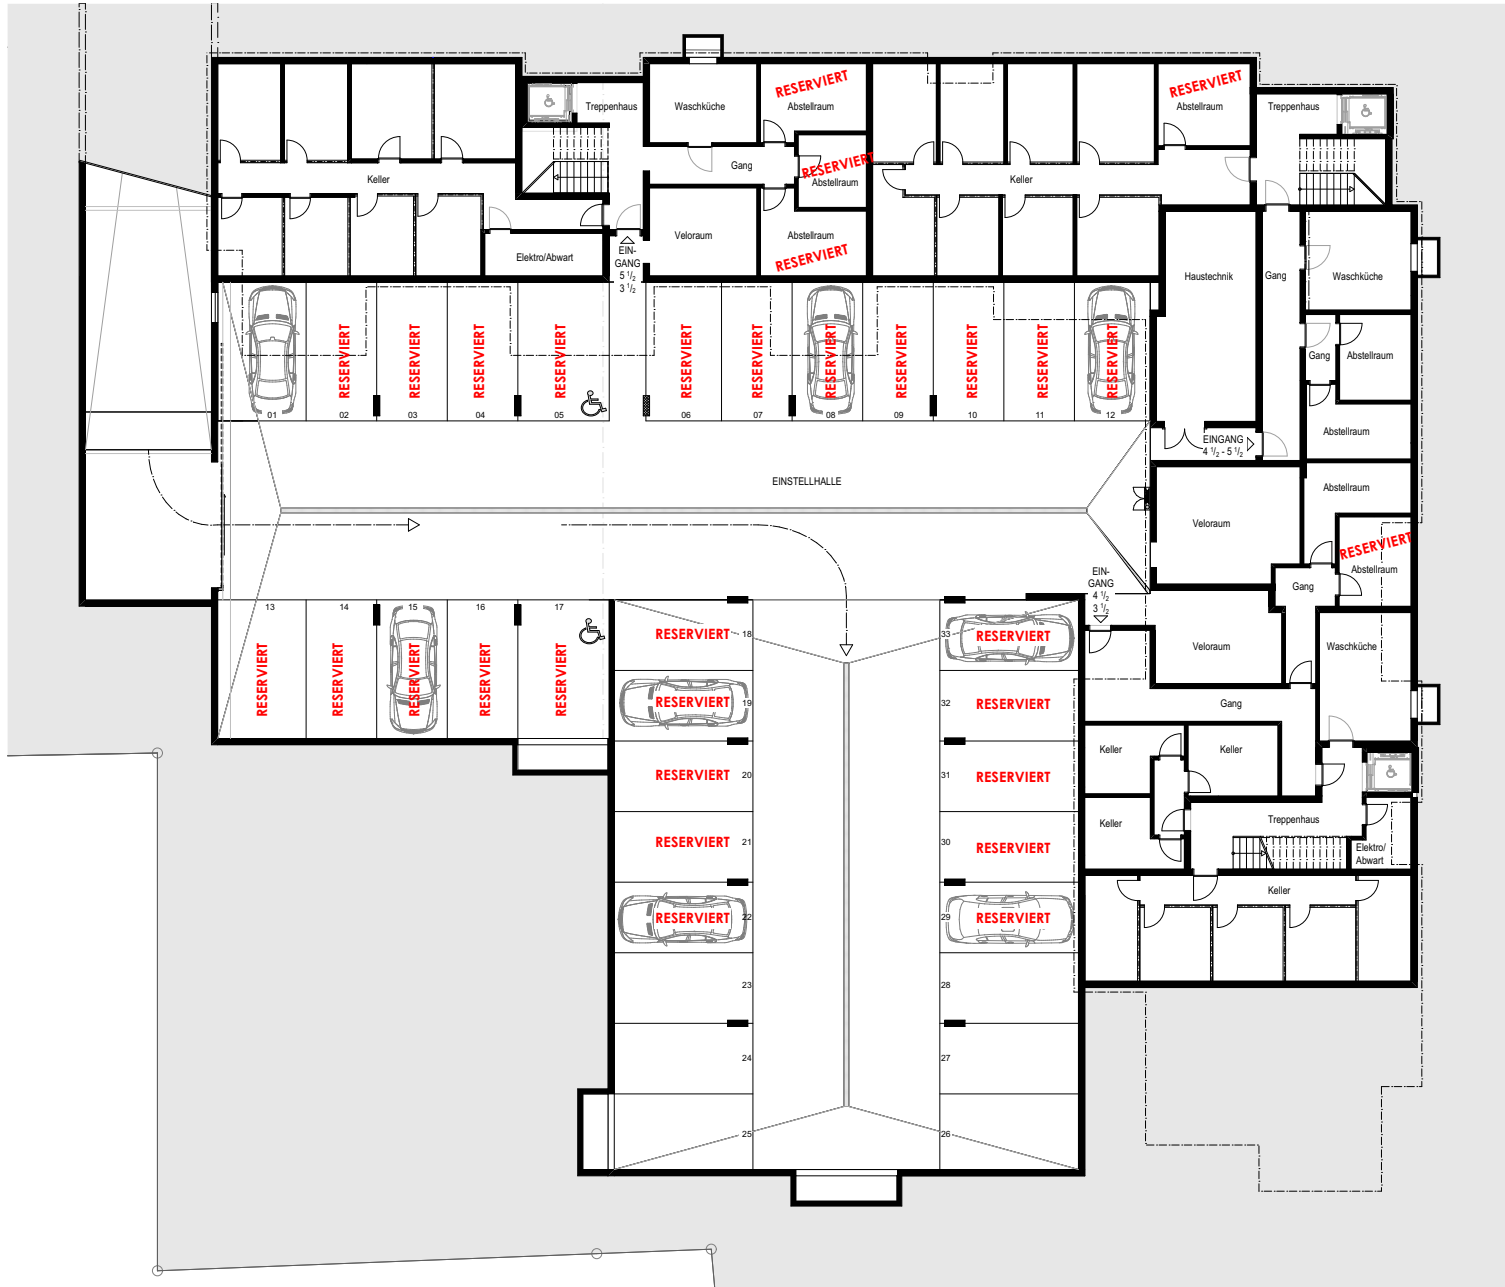 RESERVIERT
Abstellraum
Waschküche
Treppenhaus
RESERVIERT
Abstellraum
Treppenhaus
Gang
RESERVIERT
Abstellraum
Keller
Keller
Veloraum
Abstellraum
RESERVIERT
EIN-
GANG
5 1/2
3 1/2
Elektro/Abwart
Haustechnik
Gang
Waschküche
Gang
Abstellraum
Abstellraum
RESERVIERT
RESERVIERT
RESERVIERT
RESERVIERT
RESERVIERT
RESERVIERT
RESERVIERT
RESERVIERT
RESERVIERT
RESERVIERT
RESERVIERT
01
02
03
04
05
06
07
08
09
10
11
12
EINGANG
4 1/2 - 5 1/2
EINSTELLHALLE
Veloraum
Abstellraum
RESERVIERT
Abstellraum
EIN-
GANG
4 1/2
3 1/2
Gang
13
14
15
16
17
RESERVIERT
RESERVIERT
RESERVIERT
RESERVIERT
RESERVIERT
RESERVIERT
18
33
RESERVIERT
Veloraum
Waschküche
RESERVIERT
19
32
RESERVIERT
Gang
RESERVIERT
20
31
RESERVIERT
Keller
Keller
RESERVIERT
21
30
RESERVIERT
Keller
Treppenhaus
Elektro/
Abwart
RESERVIERT
22
29
RESERVIERT
Keller
23
28
24
27
25
26